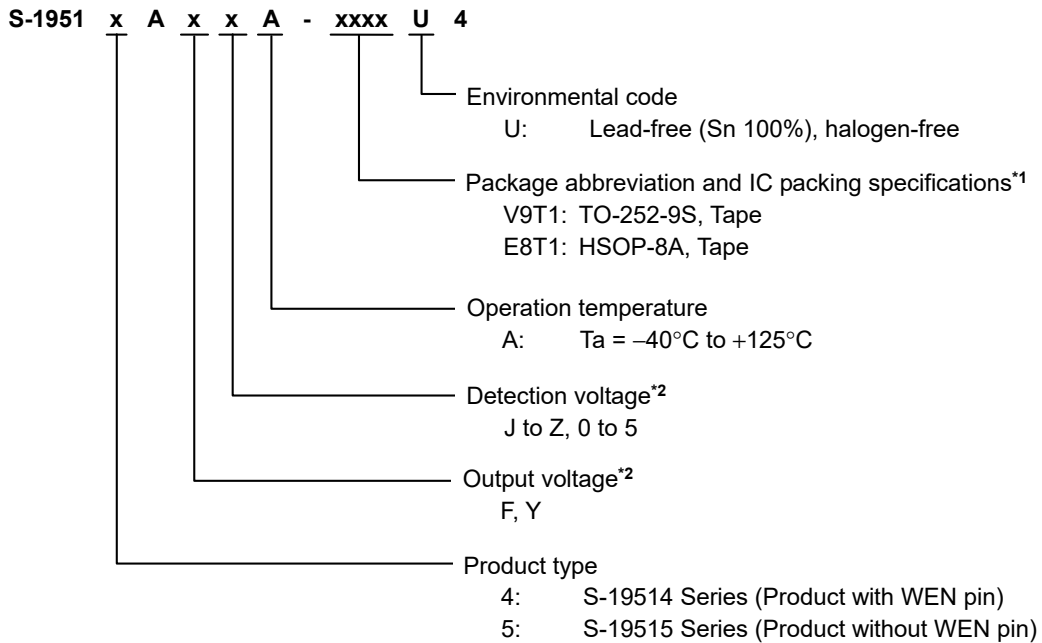 S-1951 x A x x A - xxxx U 4
Environmental code
U: Lead-free (Sn 100%), halogen-free
Package abbreviation and IC packing specifications*1
V9T1: TO-252-9S, Tape
E8T1: HSOP-8A, Tape
Operation temperature
A: Ta = −40°C to +125°C
Detection voltage*2
J to Z, 0 to 5
Output voltage*2
F, Y
Product type
4: S-19514 Series (Product with WEN pin)
5: S-19515 Series (Product without WEN pin)